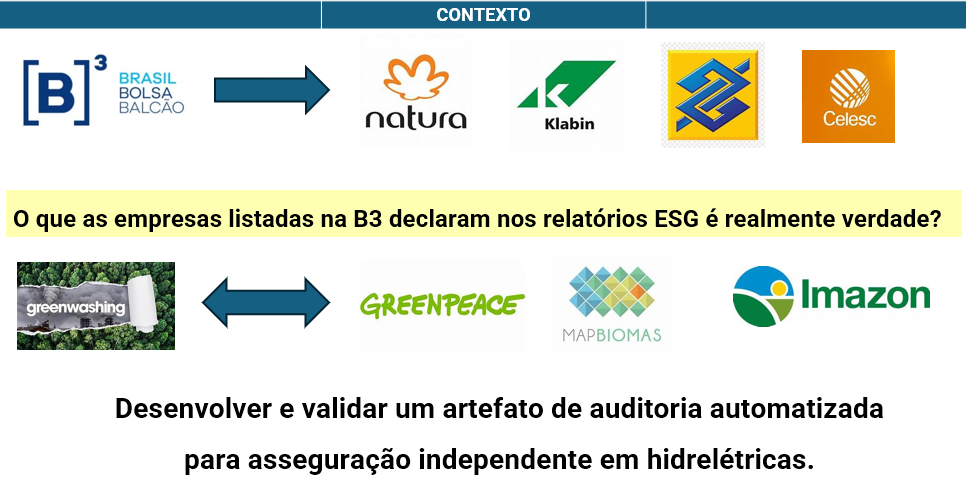 CONTEXTO
[B]³ BRASIL
BOLSA
BALCÃO
natura
Klabin
Celesc
O que as empresas listadas na B3 declaram nos relatórios ESG é realmente verdade?
greenwashing
GREENPEACE
MAPBIOMAS
Imazon
Desenvolver e validar um artefato de auditoria automatizada
para asseguração independente em hidrelétricas.